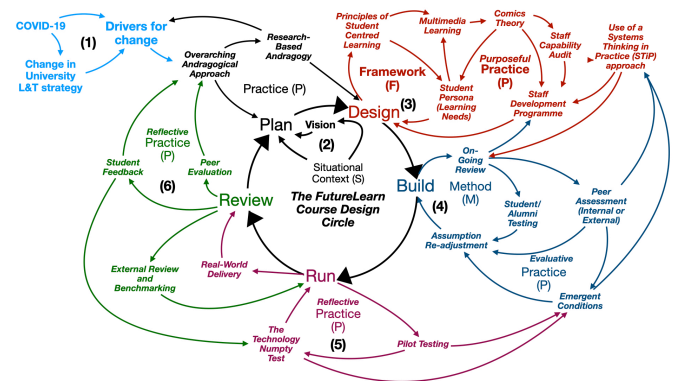 COVID-19
(1)
Drivers for
change
Change in
University
L&T strategy
Overarching
Andragogical
Approach
Research-
Based
Andragogy
Practice (P)
Plan
Vision
(2)
Situational
Context (S)
The FutureLearn
Course Design
Circle
Principles of
Student
Centred
Learning
Multimedia
Learning
Comics
Theory
Staff
Capability
Audit
Use of a
Systems
Thinking in
Practice (STiP)
approach
Framework
(F)
Purposeful
Practice
(P)
Design
(3)
Student
Persona
(Learning
Needs)
Staff
Development
Programme
On-
Going
Review
Build
Method
(M)
(4)
Student/
Alumni
Testing
Peer
Assessment
(Internal or
External)
Assumption
Re-adjustment
Evaluative
Practice
(P)
Emergent
Conditions
Run
Reflective
Practice
(P)
(5)
Pilot Testing
The
Technology
Numpty
Test
Real-World
Delivery
Review
Reflective
Practice
(P)
(6)
Student
Feedback
Peer
Evaluation
External Review
and
Benchmarking